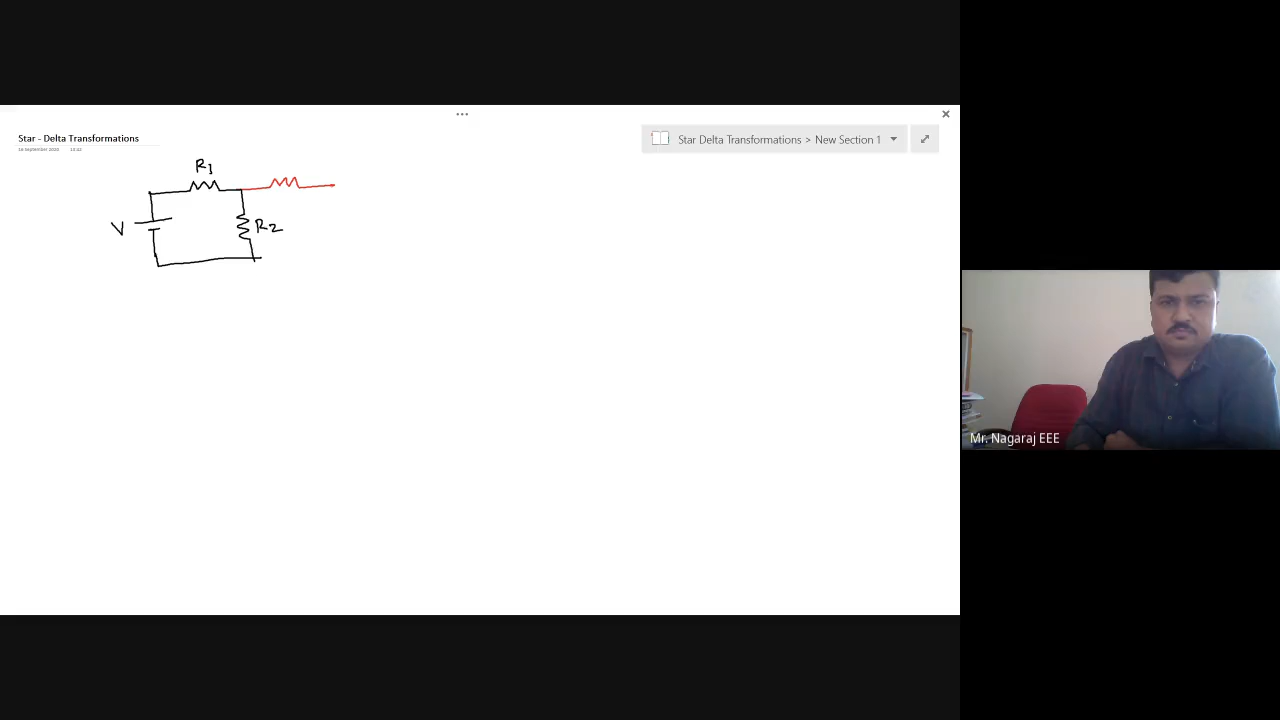 Star - Delta Transformations
Star Delta Transformations > New Section 1
R1
V
R2
Mr. Nagaraj EEE